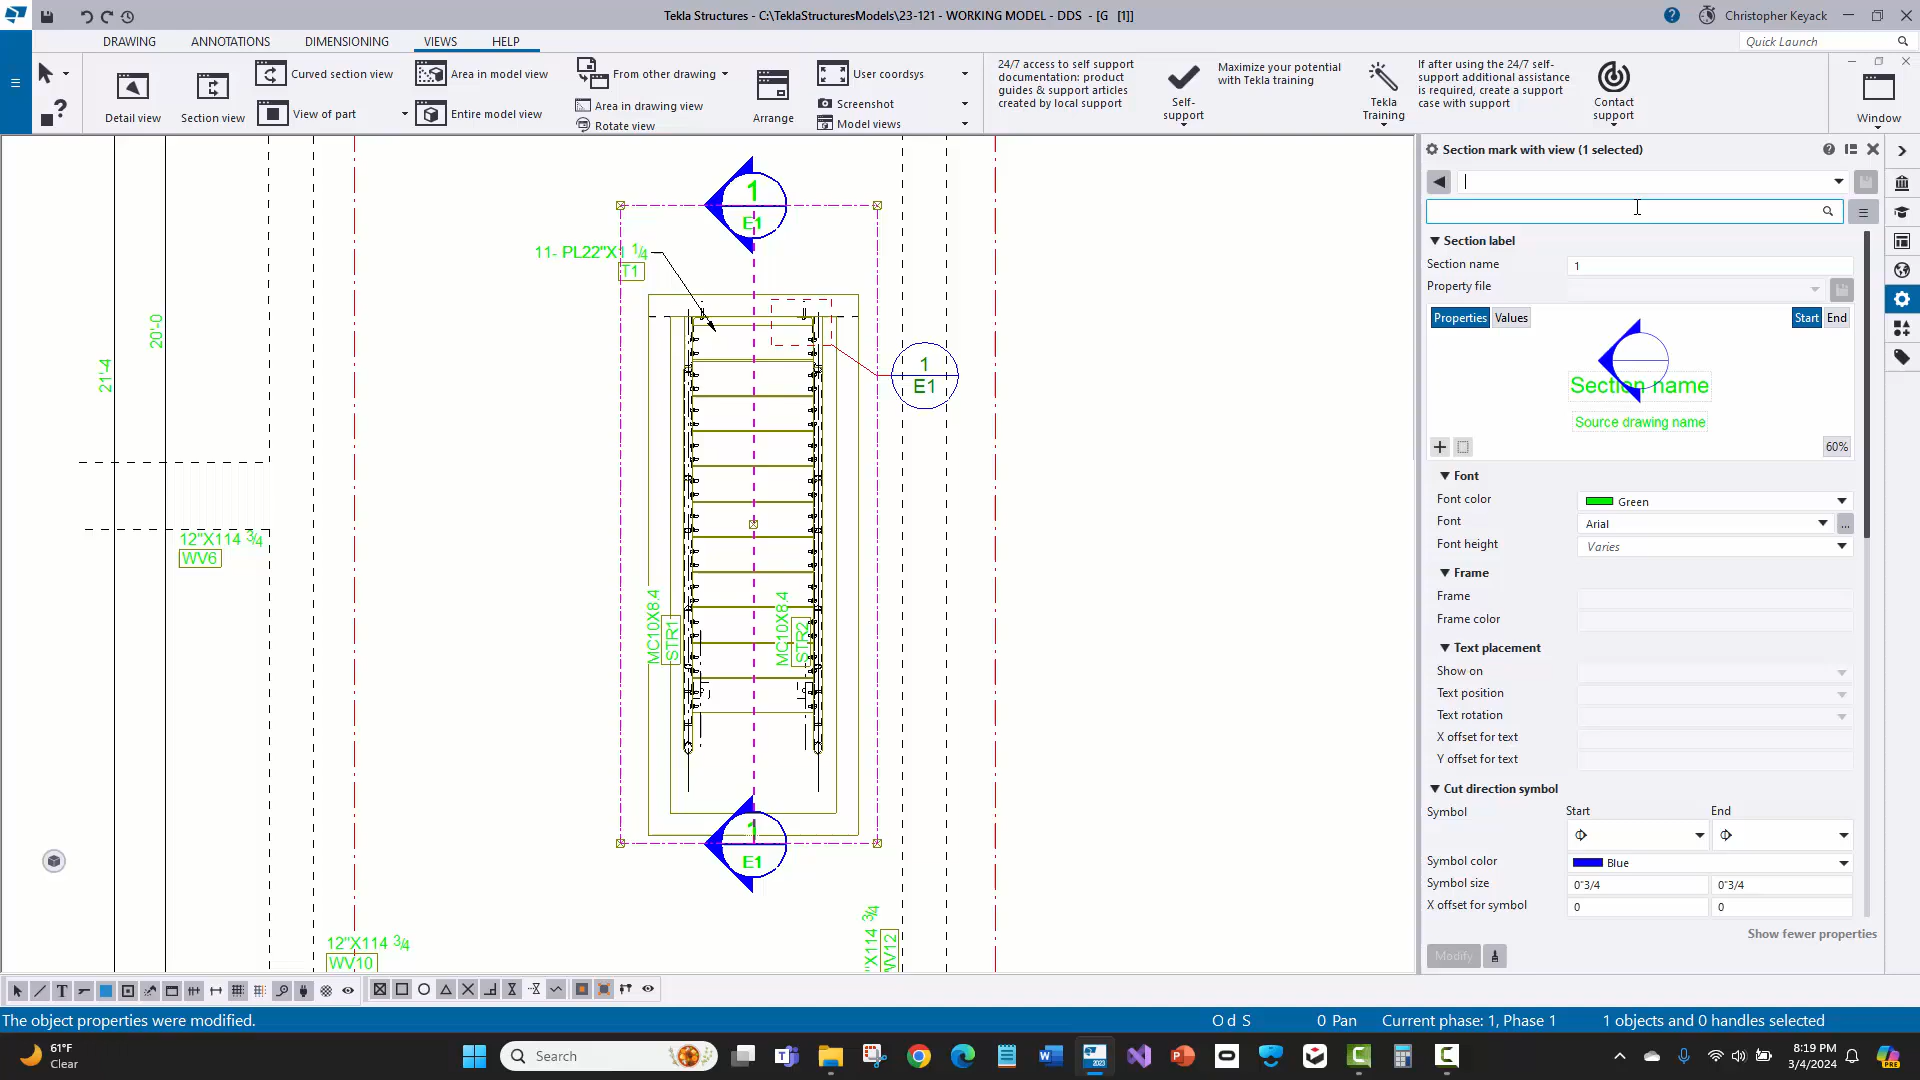 Tekla Structures - C:\TeklaStructuresModels\23-121 - WORKING MODEL - DDS - [G [1]]
Christopher Keyack
DRAWING
ANNOTATIONS
DIMENSIONING
VIEWS
HELP
Quick Launch
Detail view
Section view
Curved section view
View of part
Area in model view
Entire model view
From other drawing
Area in drawing view
Rotate view
Arrange
User coordsys
Screenshot
Model views
24/7 access to self support
documentation: product
guides & support articles
created by local support
Self-
support
Maximize your potential
with Tekla training
Tekla
Training
If after using the 24/7 self-
support additional assistance
is required, create a support
case with support
Contact
support
Window
1
E1
11- PL22"X1 1/4
T1
1
E1
20'-0
21'-4
12"X114 3/4
WV6
MC10X8.4
STR1
MC10X8.4
STR2
1
E1
12"X114 3/4
WV10
"X114 3/4
WV12
Section mark with view (1 selected)
Section label
Section name
1
Property file
Properties
Values
Start
End
Section name
Source drawing name
60%
Font
Font color
Green
Font
Arial
...
Font height
Varies
Frame
Frame
Frame color
Text placement
Show on
Text position
Text rotation
X offset for text
Y offset for text
Cut direction symbol
Symbol
Start
End
Symbol color
Blue
Symbol size
0"3/4
0"3/4
X offset for symbol
0
0
Show fewer properties
Modify
The object properties were modified.
O d S
0 Pan
Current phase: 1, Phase 1
1 objects and 0 handles selected
61°F
Clear
Search
8:19 PM
3/4/2024